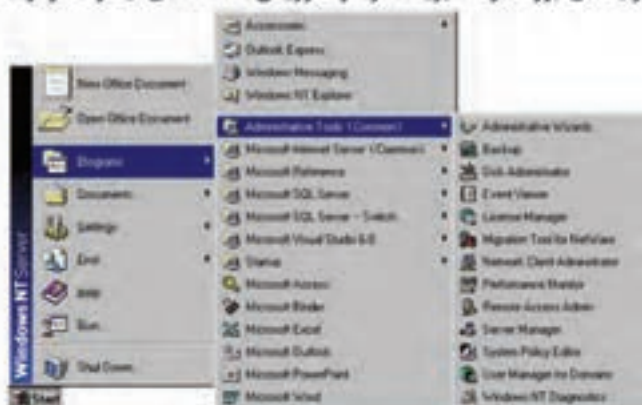 New Office Document
Open Office Document
Programs
Documents
Settings
Find
Help
Run...
Shut Down...
Windows NT Server
Start
Accessories
Outlook Express
Windows Messaging
Windows NT Explorer
Administrative Tools (Common)
Microsoft Internet Server (Common)
Microsoft Reference
Microsoft SQL Server
Microsoft SQL Server - Switch
Microsoft Visual Studio 6.0
Startup
Microsoft Access
Microsoft Binder
Microsoft Excel
Microsoft Outlook
Microsoft PowerPoint
Microsoft Word
Administrative Wizards
Backup
Disk Administrator
Event Viewer
License Manager
Migration Tool for NetWare
Network Client Administrator
Performance Monitor
Remote Access Admin
Server Manager
System Policy Editor
User Manager for Domains
Windows NT Diagnostics